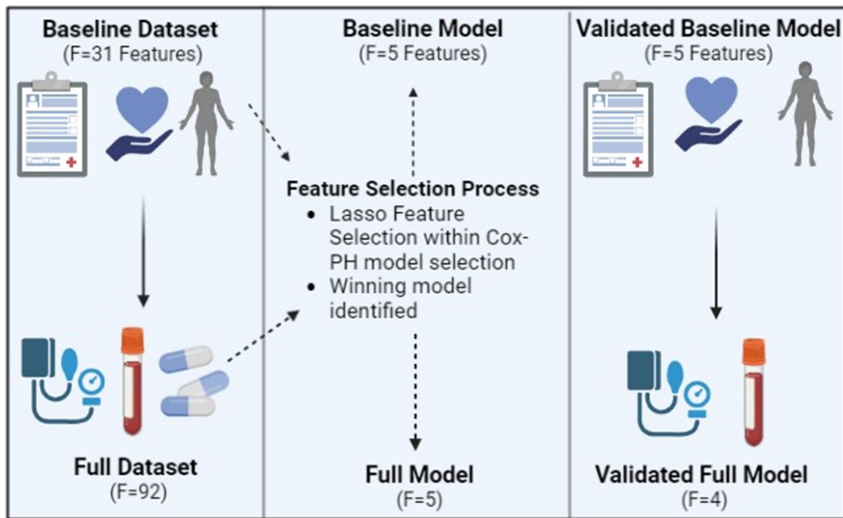 Baseline Dataset
(F=31 Features)
Full Dataset
(F=92)
Baseline Model
(F=5 Features)
Feature Selection Process
• Lasso Feature
Selection within Cox-
PH model selection
• Winning model
identified
Full Model
(F=5)
Validated Baseline Model
(F=5 Features)
Validated Full Model
(F=4)